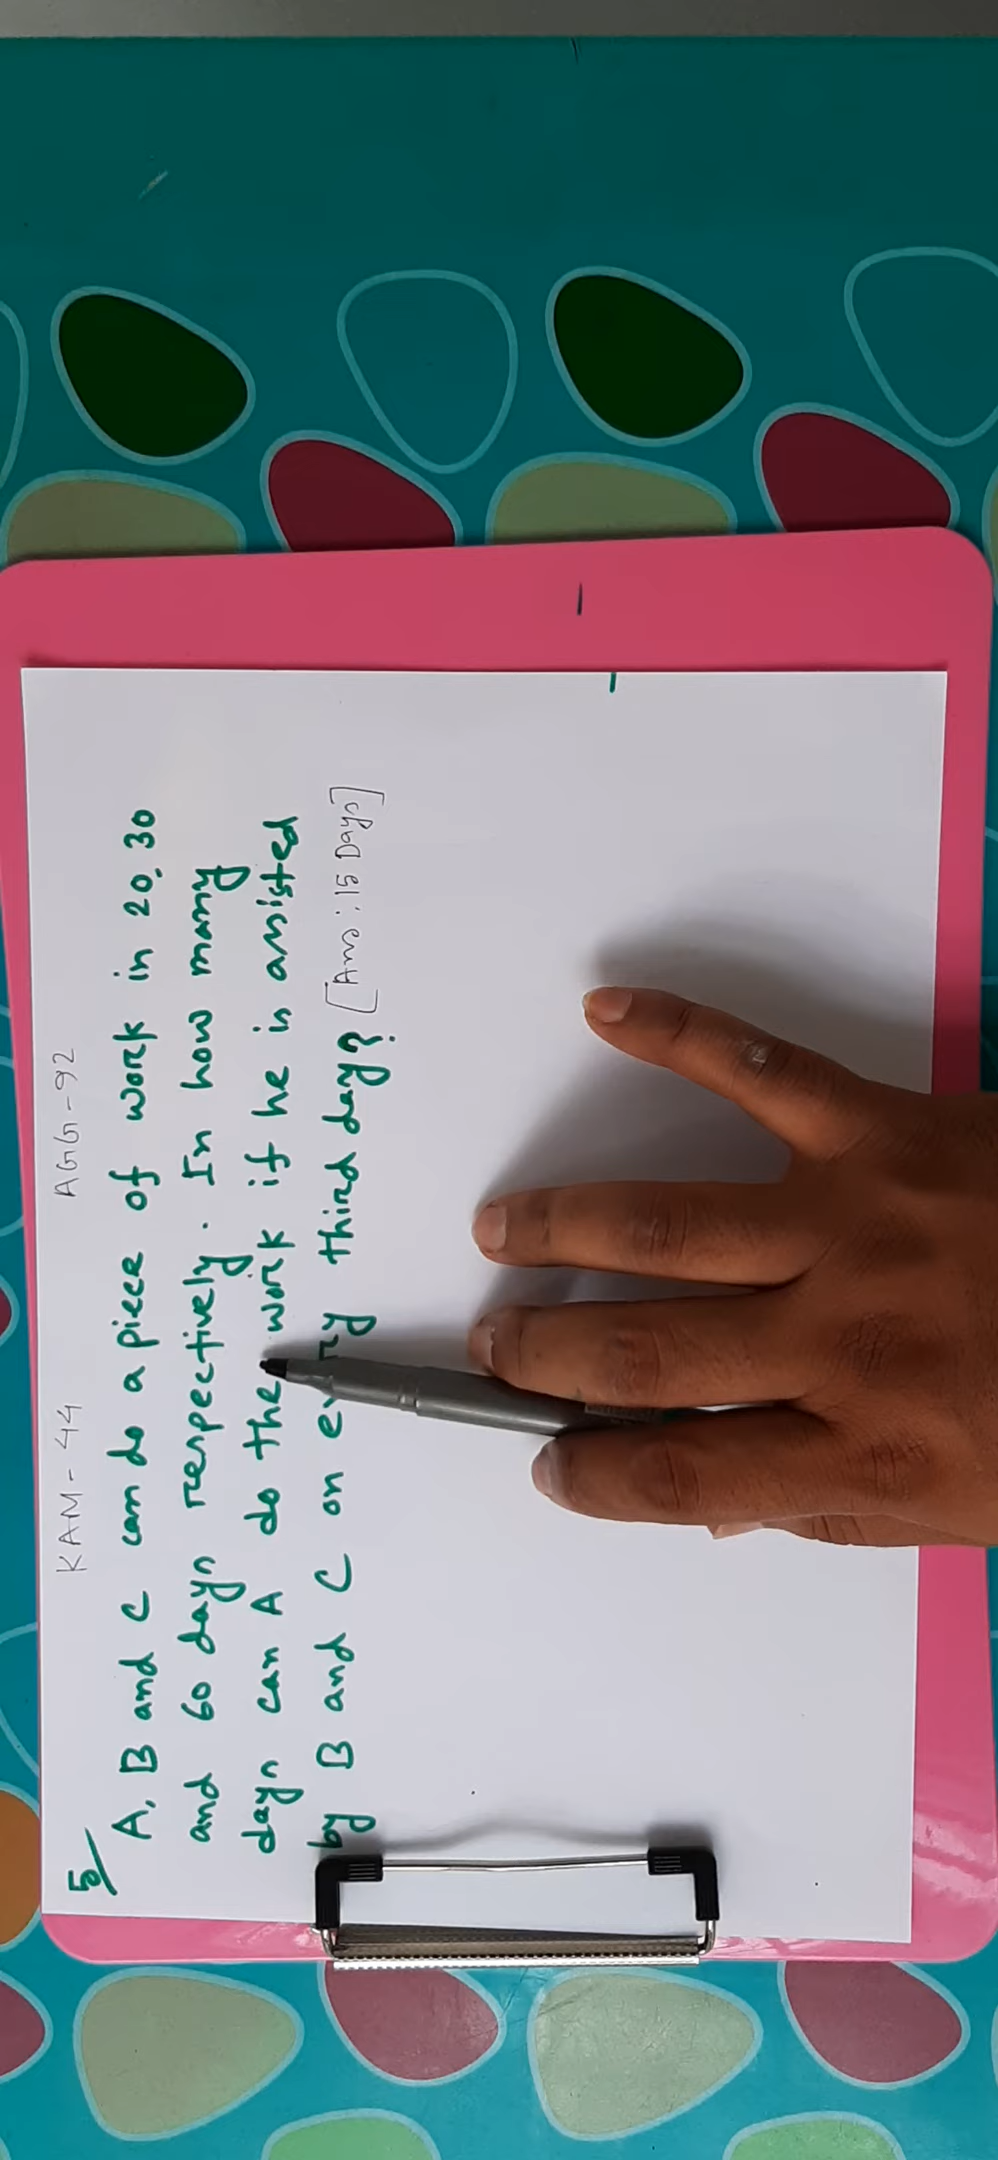 5/ KAM-44 AGG-92
A, B and C can do a piece of work in 20, 30
and 60 days respectively. In how many
days can A do the work if he is assisted
by B and C on every third day? [Ans: 15 Days]